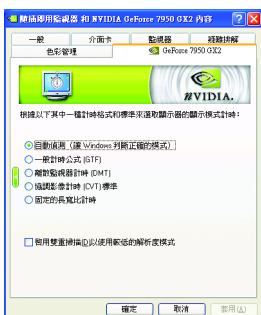 隨插即用監視器 和 NVIDIA GeForce 7950 GX2 內容
一般 介面卡 監視器 疑難排解
色彩管理 GeForce 7950 GX2
NVIDIA.
根據以下其中一種計時格式和標準來選取顯示器的顯示模式計時：
自動偵測（讓 Windows 判斷正確的模式）
一般計時公式 (GTF)
離散監視器計時 (DMT)
協調影像計時 (CVT) 標準
固定的長寬比計時
啟用雙重掃描(D)以使用較低的解析度模式
確定 取消 套用(A)